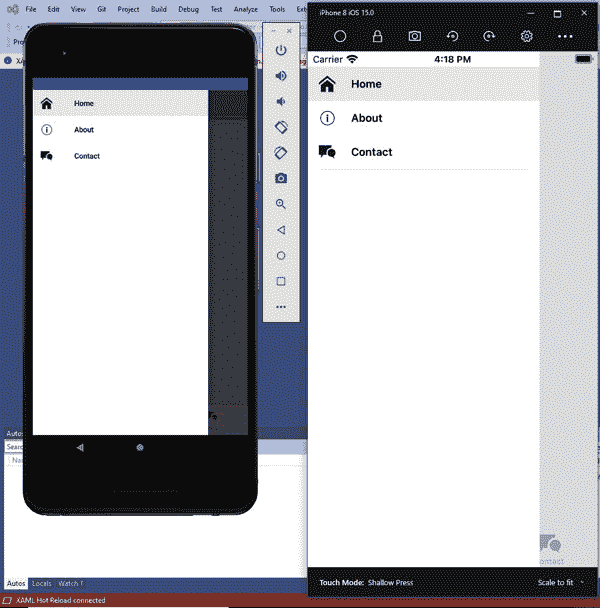 File Edit View Git Project Build Debug Test Analyze Tools
iPhone 8 iOS 15.0
Carrier 4:18 PM
Home
About
Contact
Home
About
Contact
Autos
Autos Locals Watch 1
XAML Hot Reload connected
Touch Mode: Shallow Press Scale to fit